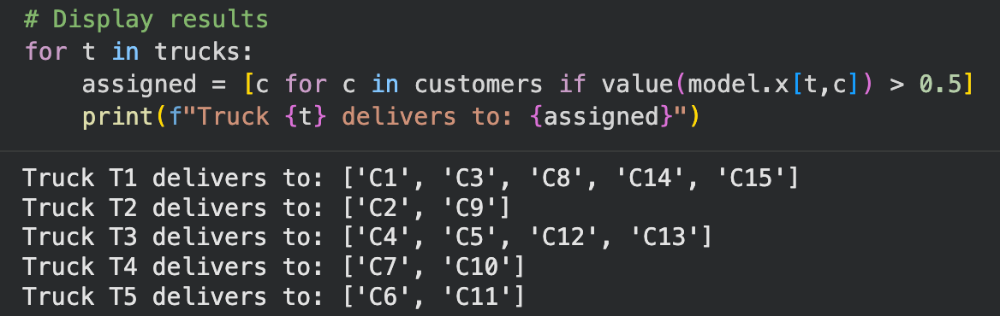 # Display results
for t in trucks:
    assigned = [c for c in customers if value(model.x[t,c]) > 0.5]
    print(f"Truck {t} delivers to: {assigned}")
Truck T1 delivers to: ['C1', 'C3', 'C8', 'C14', 'C15']
Truck T2 delivers to: ['C2', 'C9']
Truck T3 delivers to: ['C4', 'C5', 'C12', 'C13']
Truck T4 delivers to: ['C7', 'C10']
Truck T5 delivers to: ['C6', 'C11']